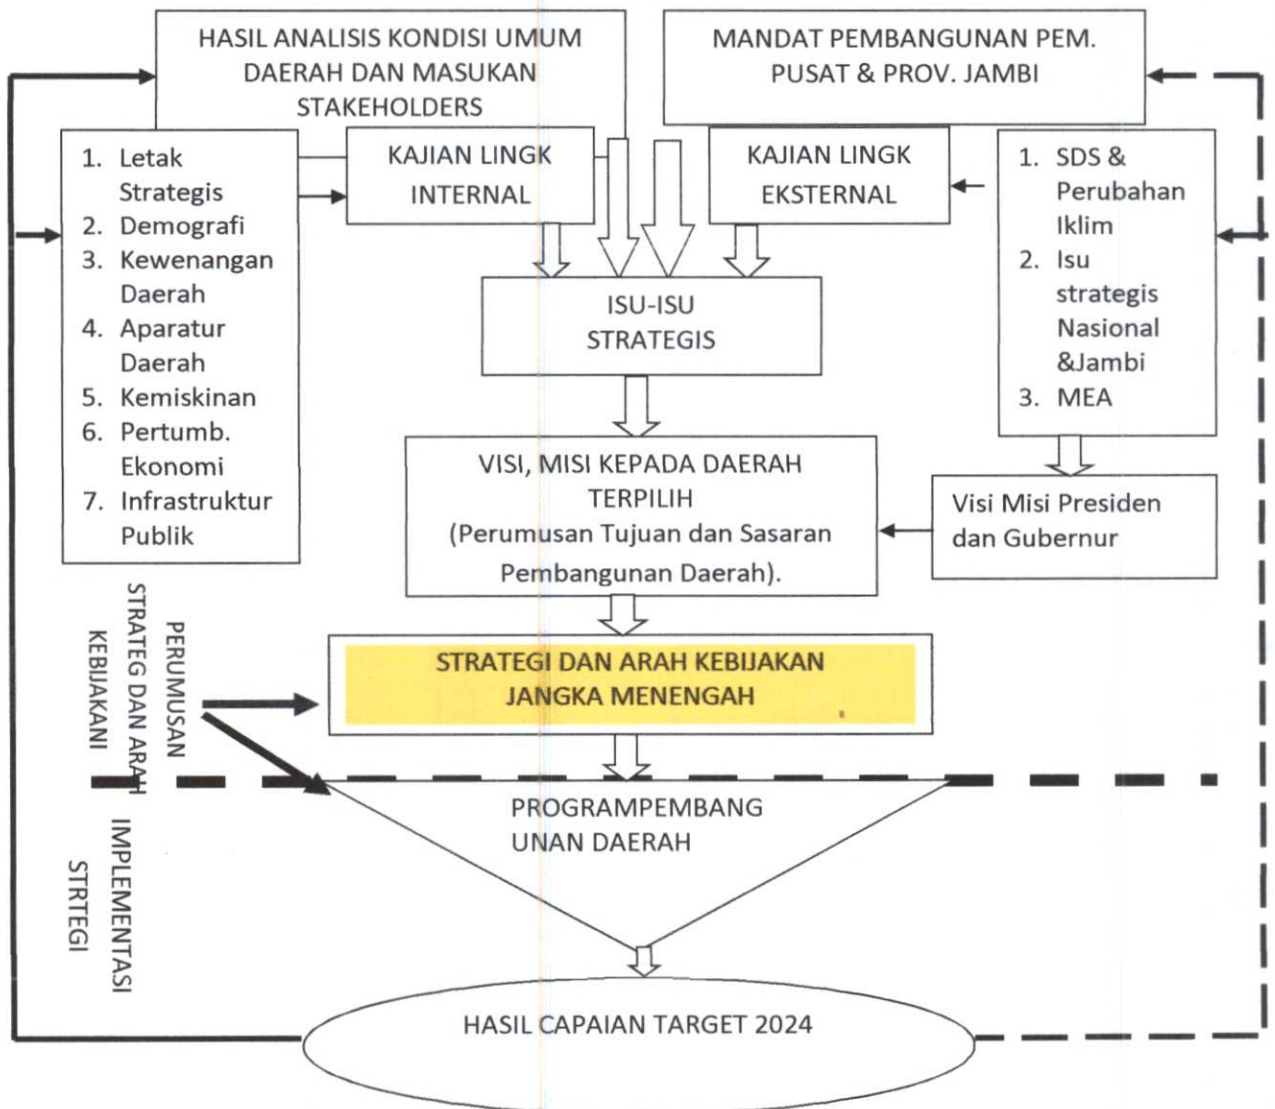 HASIL ANALISIS KONDISI UMUM
DAERAH DAN MASUKAN
STAKEHOLDERS
MANDAT PEMBANGUNAN PEM.
PUSAT & PROV. JAMBI
1. Letak
Strategis
2. Demografi
3. Kewenangan
Daerah
4. Aparatur
Daerah
5. Kemiskinan
6. Pertumb.
Ekonomi
7. Infrastruktur
Publik
KAJIAN LINGK
INTERNAL
KAJIAN LINGK
EKSTERNAL
1. SDS &
Perubahan
Iklim
2. Isu
strategis
Nasional
&Jambi
3. MEA
ISU-ISU
STRATEGIS
VISI, MISI KEPADA DAERAH
TERPILIH
(Perumusan Tujuan dan Sasaran
Pembangunan Daerah).
Visi Misi Presiden
dan Gubernur
PERUMUSAN
STRATEG DAN ARAH
KEBIJAKANI
STRATEGI DAN ARAH KEBIJAKAN
JANGKA MENENGAH
PROGRAMPEMBANG
UNAN DAERAH
IMPLEMENTASI
STRTEGI
HASIL CAPAIAN TARGET 2024